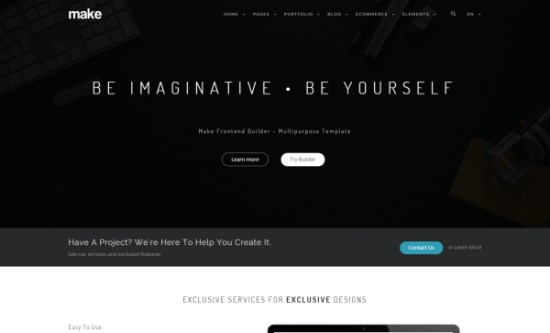 make
HOME PAGES PORTFOLIO BLOG ECOMMERCE ELEMENTS EN
BE IMAGINATIVE • BE YOURSELF
Make Frontend Builder - Multipurpose Template
Learn more Try Builder
Have A Project? We're Here To Help You Create It.
See our services and exclusive features
Contact Us or Learn More
EXCLUSIVE SERVICES FOR EXCLUSIVE DESIGNS
Easy To Use